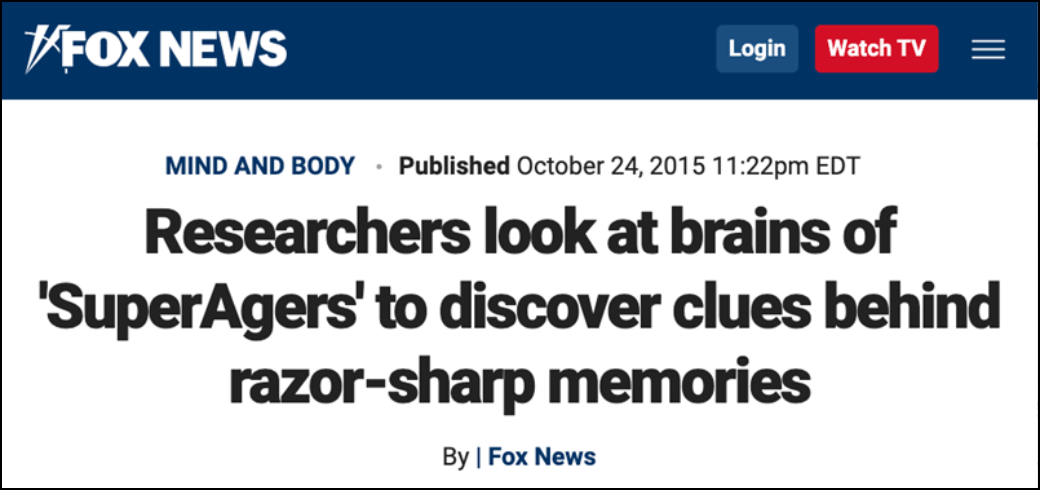 FOX NEWS
Login
Watch TV
MIND AND BODY • Published October 24, 2015 11:22pm EDT
Researchers look at brains of
'SuperAgers' to discover clues behind
razor-sharp memories
By | Fox News